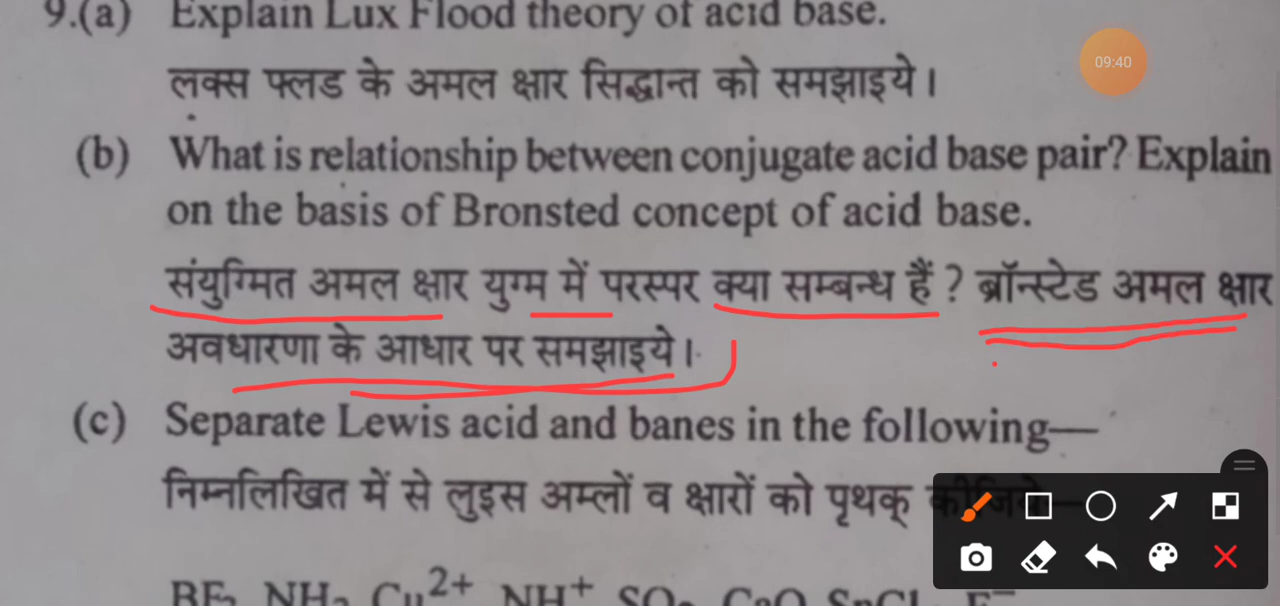 9.(a) Explain Lux Flood theory of acid base.
लक्स फ्लड के अमल क्षार सिद्धान्त को समझाइये।
09:40
(b) What is relationship between conjugate acid base pair? Explain
on the basis of Bronsted concept of acid base.
संयुग्मित अमल क्षार युग्म में परस्पर क्या सम्बन्ध हैं ? ब्रॉन्स्टेड अमल क्षार
अवधारणा के आधार पर समझाइये।
(c) Separate Lewis acid and banes in the following—
निम्नलिखित में से लुइस अम्लों व क्षारों को पृथक् कीजिये—
Cu2+